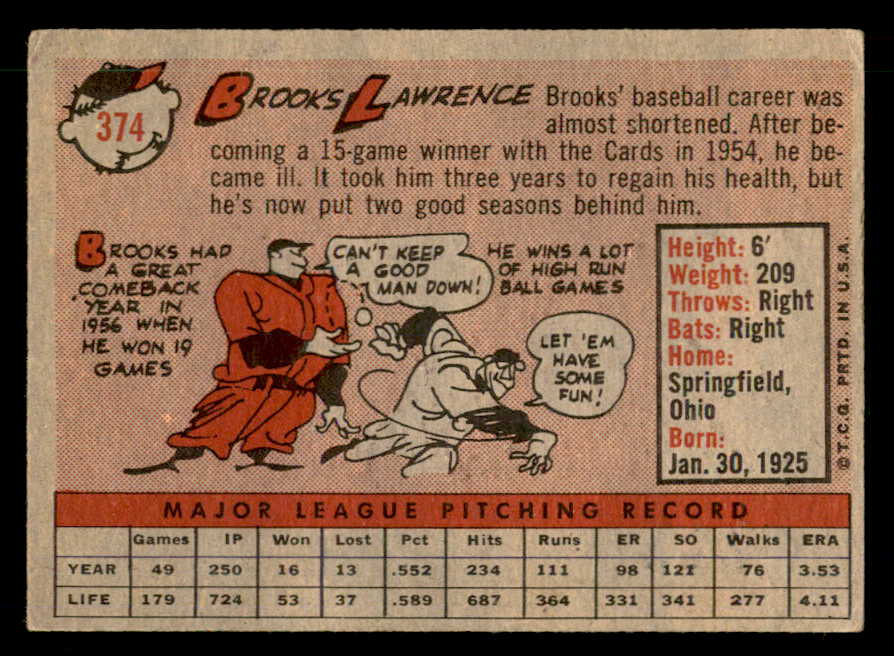 374
BROOKS LAWRENCE
Brooks' baseball career was
almost shortened. After be-
coming a 15-game winner with the Cards in 1954, he be-
came ill. It took him three years to regain his health, but
he's now put two good seasons behind him.
BROOKS HAD
A GREAT
COMEBACK
YEAR IN
1956 WHEN
HE WON 19
GAMES
CAN'T KEEP
A GOOD
MAN DOWN!
HE WINS A LOT
OF HIGH RUN
BALL GAMES
LET 'EM
HAVE
SOME
FUN!
Height: 6'
Weight: 209
Throws: Right
Bats: Right
Home:
Springfield,
Ohio
Born:
Jan. 30, 1925
©T.C.G. PRTD. IN U.S.A.
MAJOR LEAGUE PITCHING RECORD
Games IP Won Lost Pct Hits Runs ER SO Walks ERA
YEAR 49 250 16 13 .552 234 111 98 121 76 3.53
LIFE 179 724 53 37 .589 687 364 331 341 277 4.11